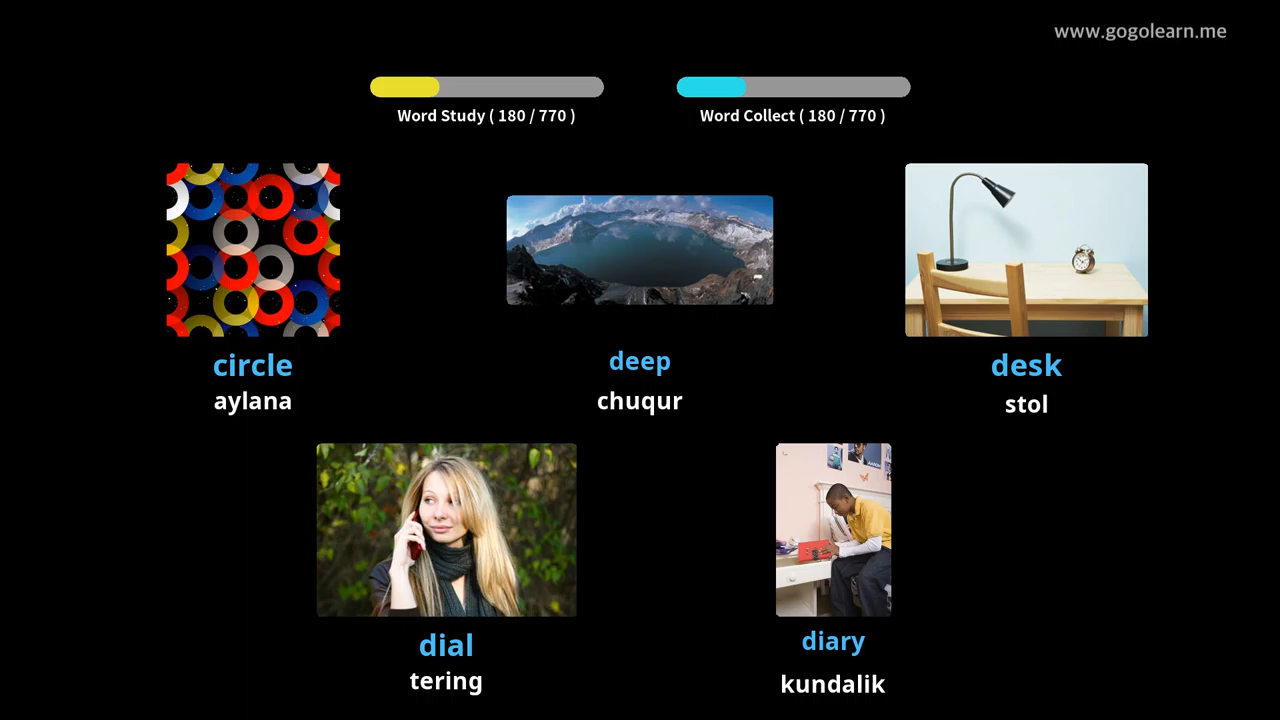 www.gogolearn.me
Word Study ( 180 / 770 )
Word Collect ( 180 / 770 )
circle
aylana
deep
chuqur
desk
stol
dial
tering
diary
kundalik